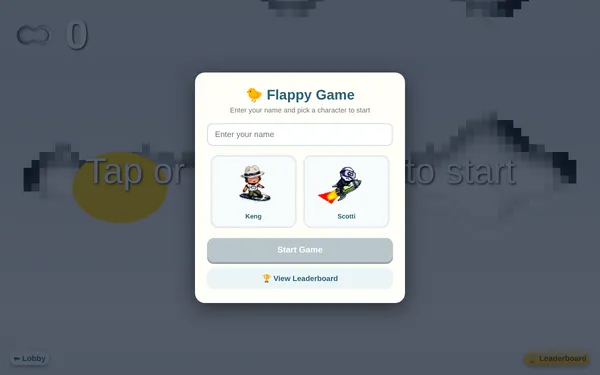 0
🐤 Flappy Game
Enter your name and pick a character to start
Enter your name
Tap or
to start
Keng
Scotti
Start Game
🏆 View Leaderboard
⬅ Lobby
Leaderboard